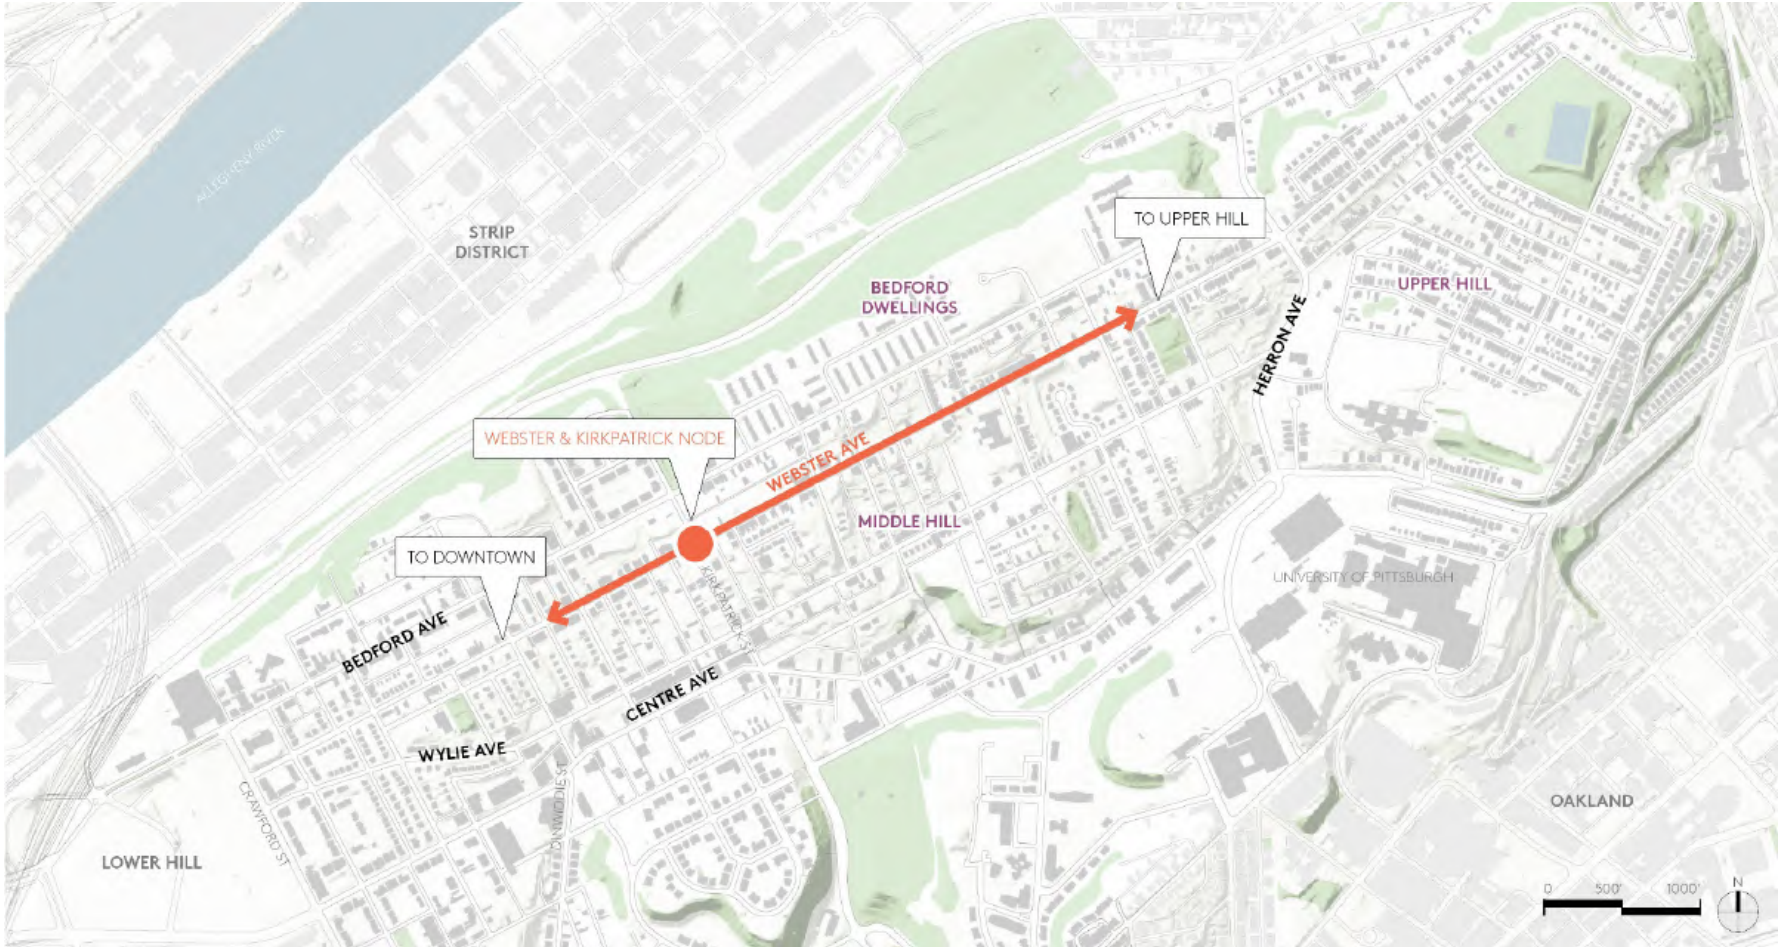 ALLEGHENY RIVER
STRIP
DISTRICT
TO UPPER HILL
BEDFORD
DWELLINGS
UPPER HILL
HERRON AVE
WEBSTER & KIRKPATRICK NODE
WEBSTER AVE
MIDDLE HILL
TO DOWNTOWN
UNIVERSITY OF PITTSBURGH
KIRKPATRICK ST
BEDFORD AVE
CENTRE AVE
WYLIE AVE
CRAWFORD ST
DINWIDDIE ST
OAKLAND
LOWER HILL
0 500' 1000'
N